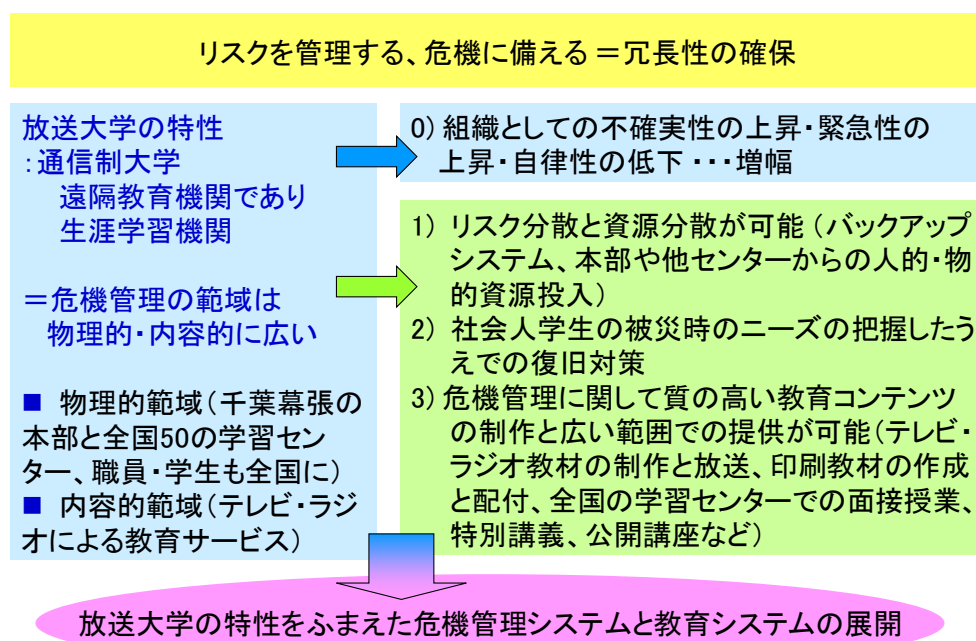 リスクを管理する、危機に備える＝冗長性の確保
放送大学の特性
：通信制大学
遠隔教育機関であり
生涯学習機関
＝危機管理の範域は
物理的・内容的に広い
■ 物理的範域（千葉幕張の
本部と全国50の学習セン
ター、職員・学生も全国に）
■ 内容的範域（テレビ・ラジ
オによる教育サービス）
0）組織としての不確実性の上昇・緊急性の
上昇・自律性の低下・・・増幅
1） リスク分散と資源分散が可能（バックアップ
システム、本部や他センターからの人的・物
的資源投入）
2） 社会人学生の被災時のニーズの把握したう
えでの復旧対策
3）危機管理に関して質の高い教育コンテンツ
の制作と広い範囲での提供が可能（テレビ・
ラジオ教材の制作と放送、印刷教材の作成
と配付、全国の学習センターでの面接授業、
特別講義、公開講座など）
放送大学の特性をふまえた危機管理システムと教育システムの展開